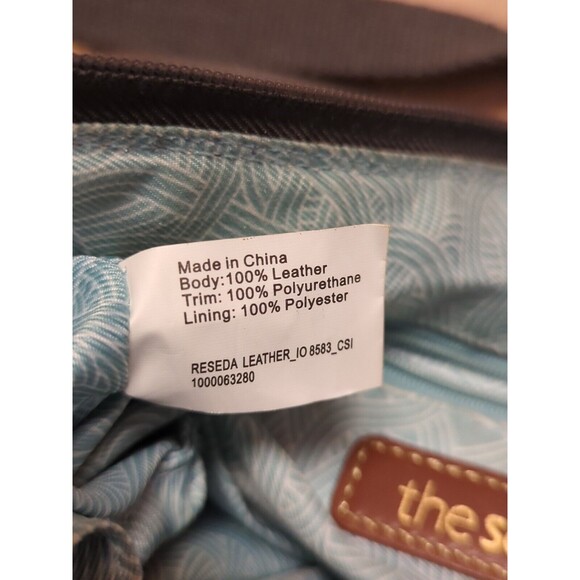 Made in China
Body:100% Leather
Trim: 100% Polyurethane
Lining: 100% Polyester
RESEDA LEATHER_IO 8583_CSI
1000063280
the